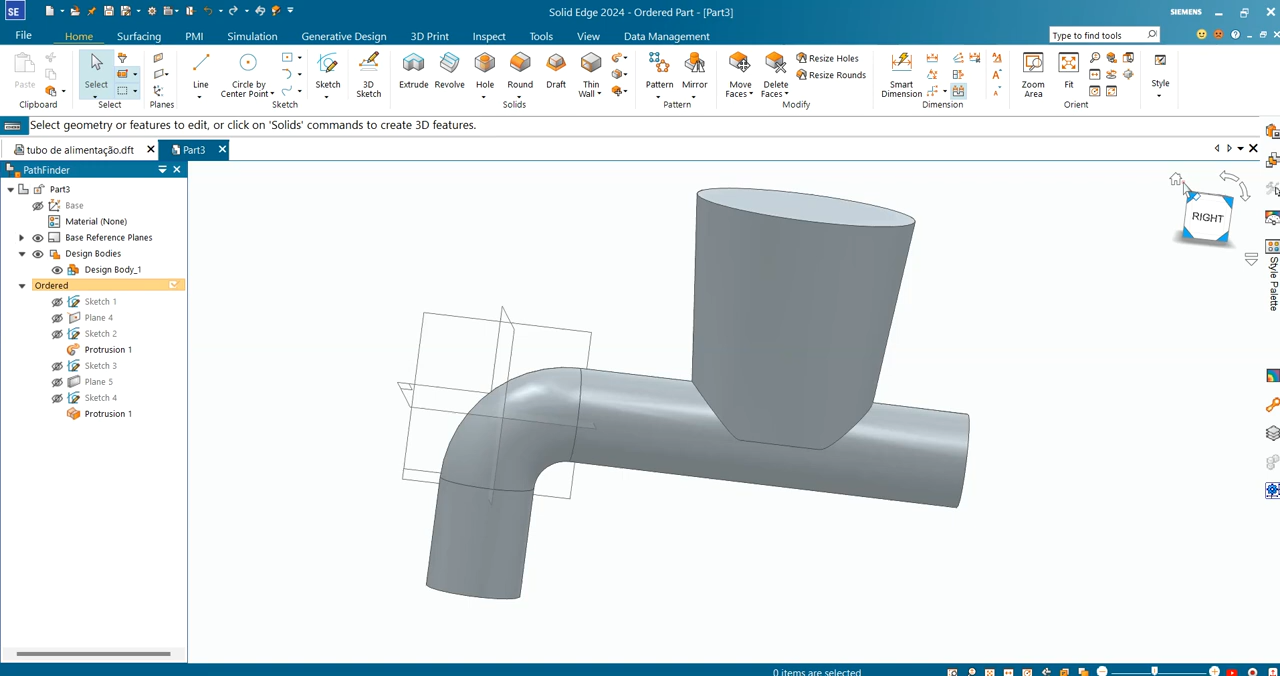 SE
Solid Edge 2024 - Ordered Part - [Part3]
SIEMENS
File
Home
Surfacing
PMI
Simulation
Generative Design
3D Print
Inspect
Tools
View
Data Management
Type to find tools
Paste
Clipboard
Select
Select
Planes
Line
Circle by
Center Point
Sketch
Sketch
3D
Sketch
Extrude
Revolve
Hole
Round
Draft
Thin
Wall
Solids
Pattern
Mirror
Pattern
Move
Faces
Delete
Faces
Resize Holes
Resize Rounds
Modify
Smart
Dimension
Dimension
Zoom
Area
Fit
Orient
Style
Select geometry or features to edit, or click on 'Solids' commands to create 3D features.
tubo de alimentação.dft
Part3
PathFinder
Part3
Base
Material (None)
Base Reference Planes
Design Bodies
Design Body_1
Ordered
Sketch 1
Plane 4
Sketch 2
Protrusion 1
Sketch 3
Plane 5
Sketch 4
Protrusion 1
RIGHT
Style Palette
0 items are selected